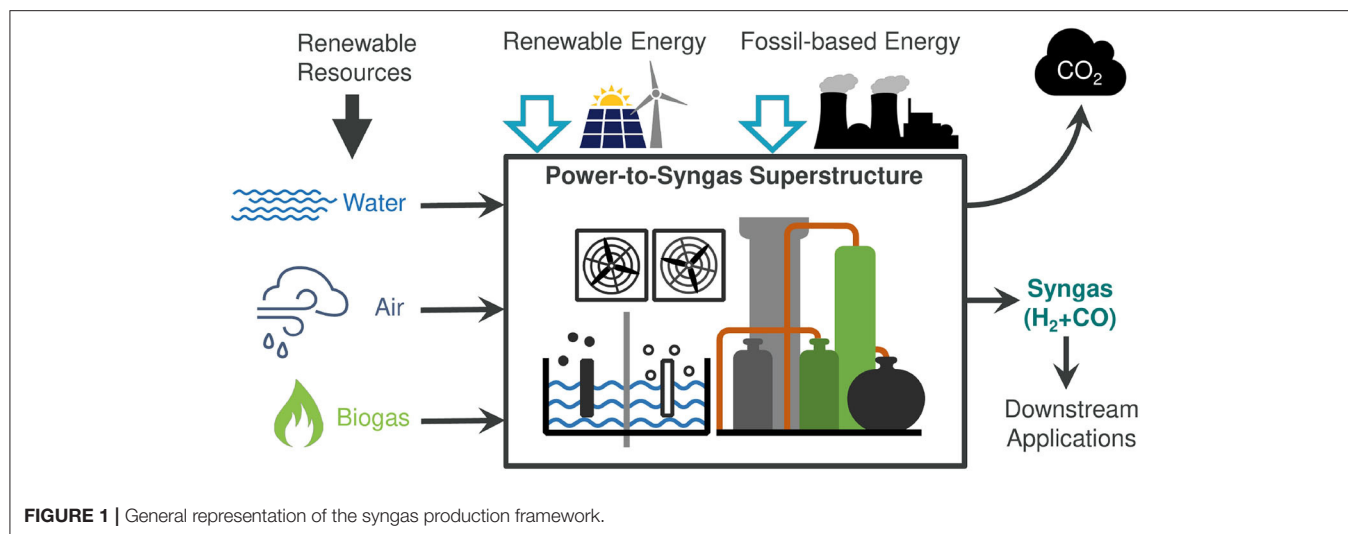 Renewable
Resources
Renewable Energy
Fossil-based Energy
CO₂
Power-to-Syngas Superstructure
Water
Air
Biogas
Syngas
(H₂+CO)
Downstream
Applications
FIGURE 1 | General representation of the syngas production framework.